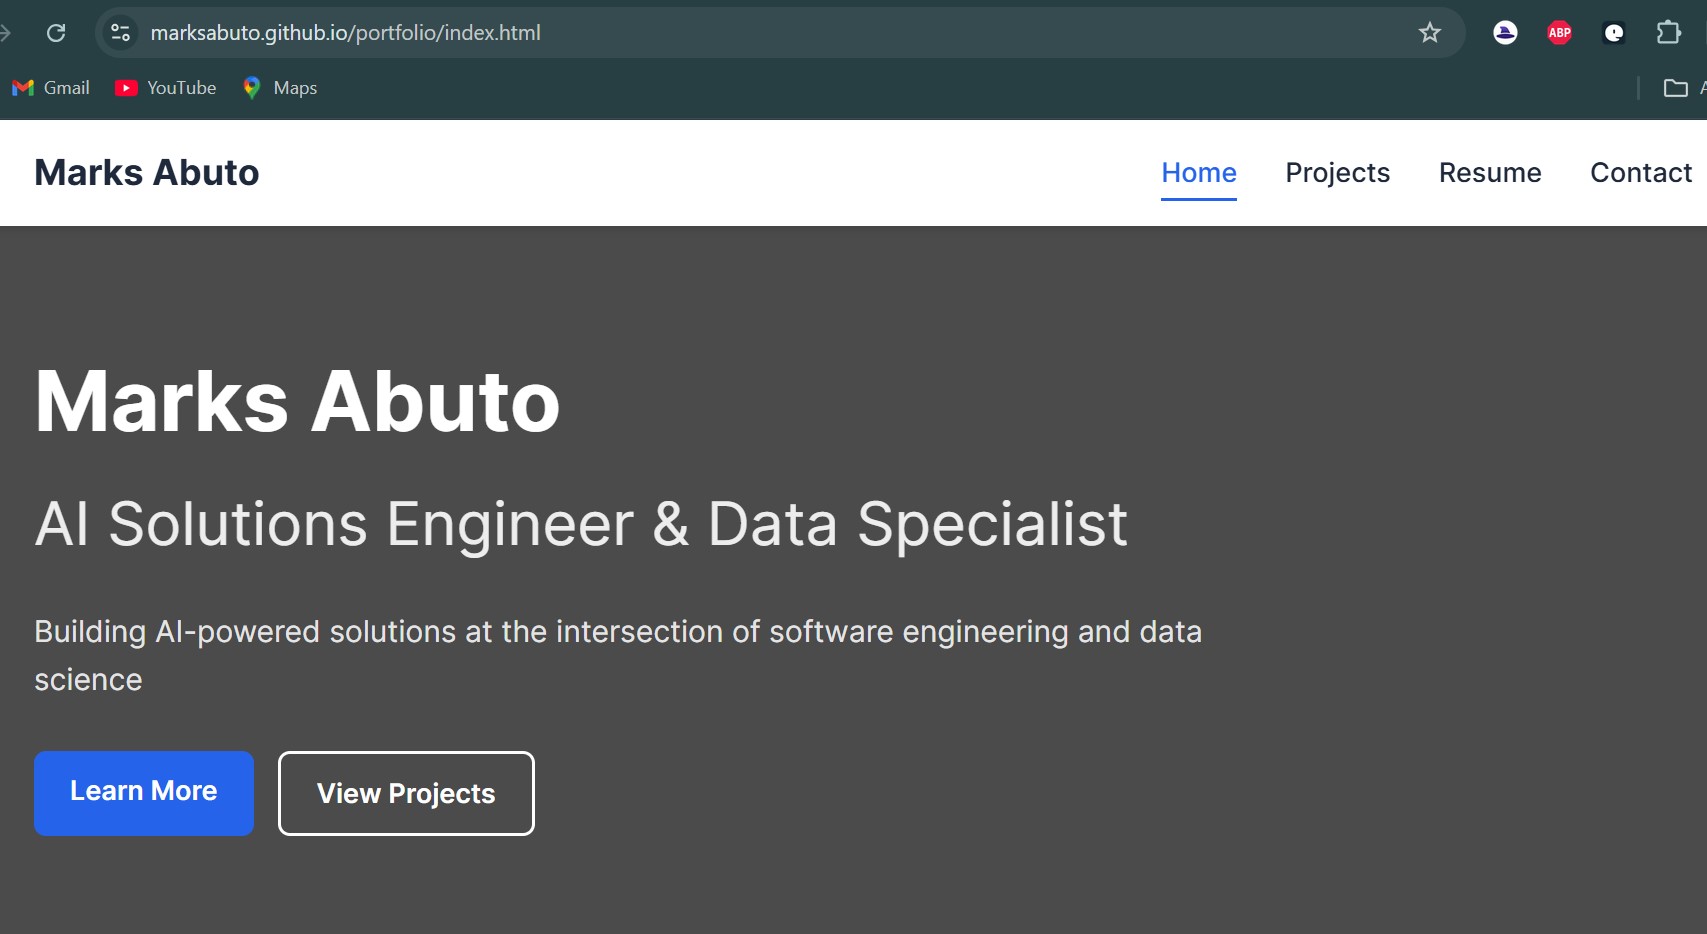 marksabuto.github.io/portfolio/index.html
ABP
Gmail YouTube Maps
Marks Abuto Home Projects Resume Contact
Marks Abuto
AI Solutions Engineer & Data Specialist
Building AI-powered solutions at the intersection of software engineering and data
science
Learn More View Projects